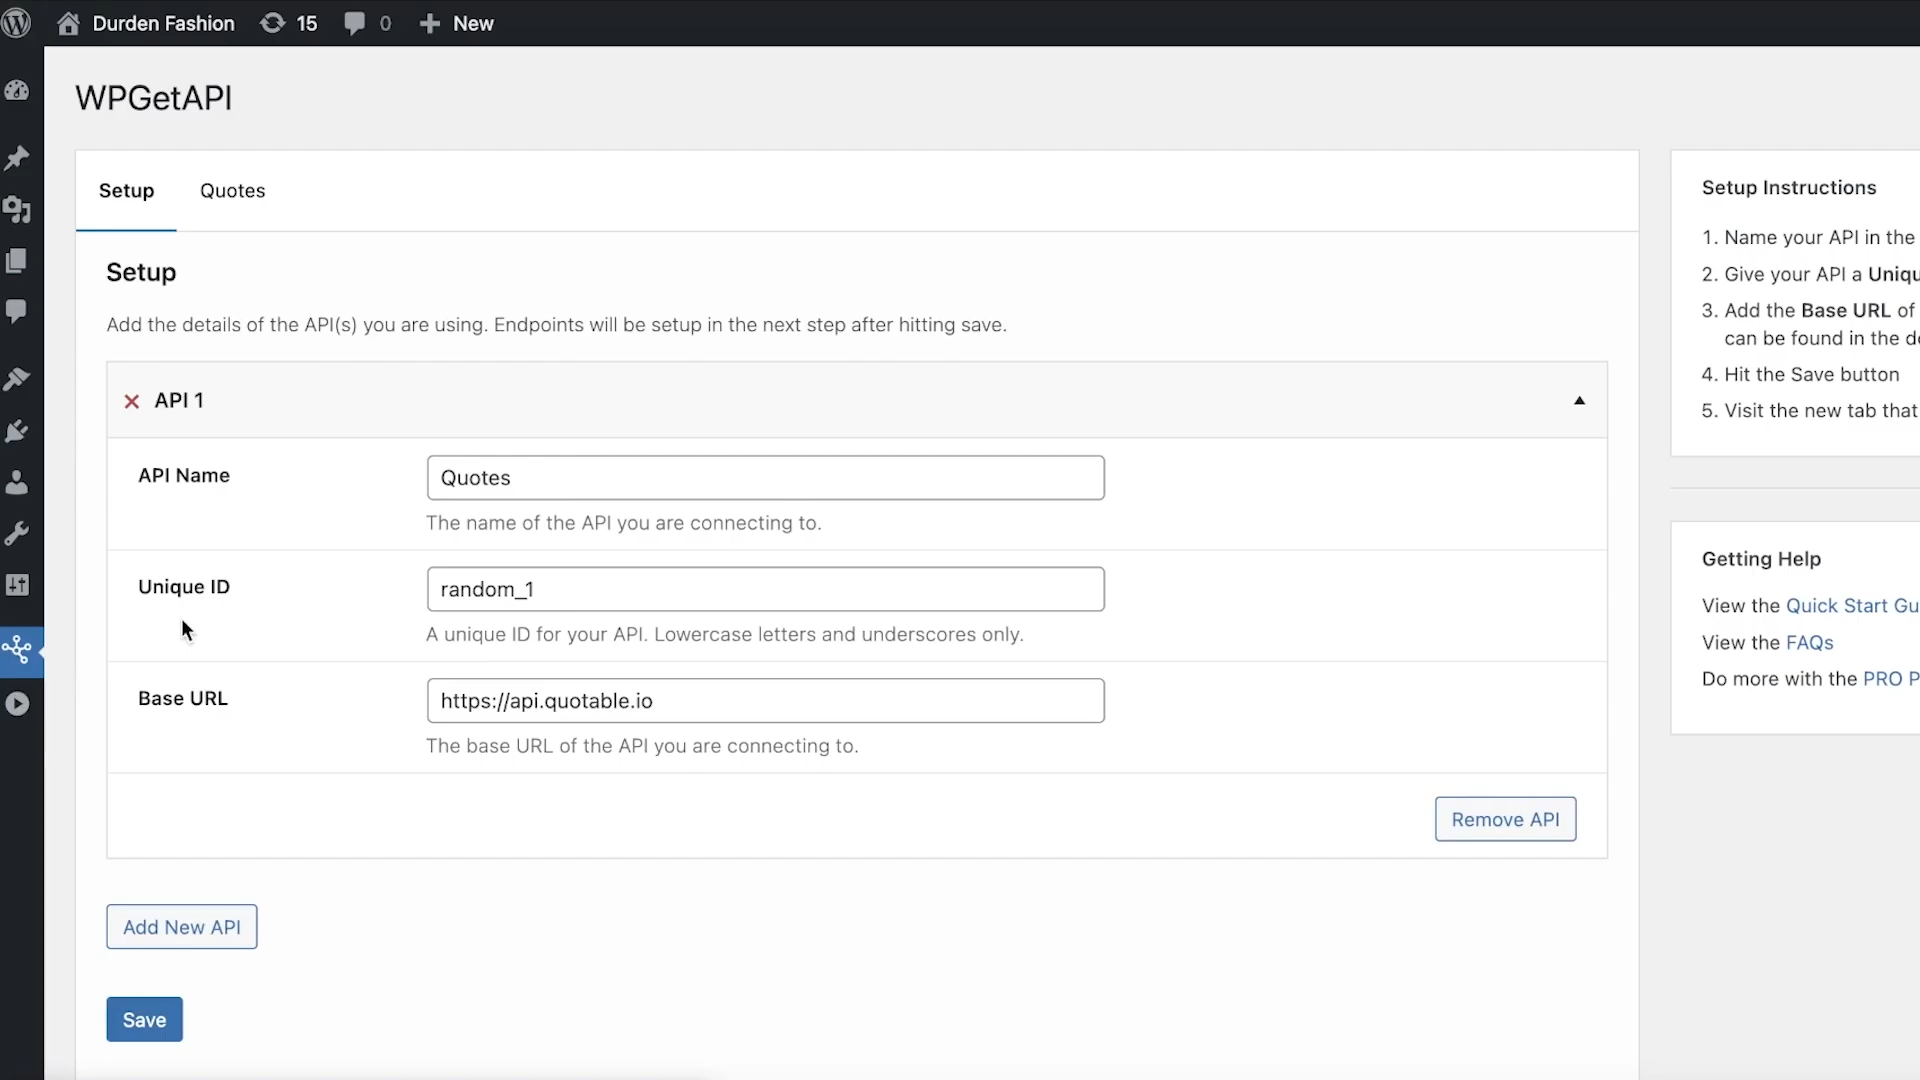 Durden Fashion 15 0 New
WPGetAPI
Setup Quotes
Setup
Add the details of the API(s) you are using. Endpoints will be setup in the next step after hitting save.
API 1
API Name Quotes
The name of the API you are connecting to.
Unique ID random_1
A unique ID for your API. Lowercase letters and underscores only.
Base URL https://api.quotable.io
The base URL of the API you are connecting to.
Remove API
Add New API
Save
Setup Instructions
1. Name your API in the
2. Give your API a
3. Add the Base URL of
can be found in the
4. Hit the Save button
5. Visit the new tab that
Getting Help
View the Quick Start
View the FAQs
Do more with the PRO